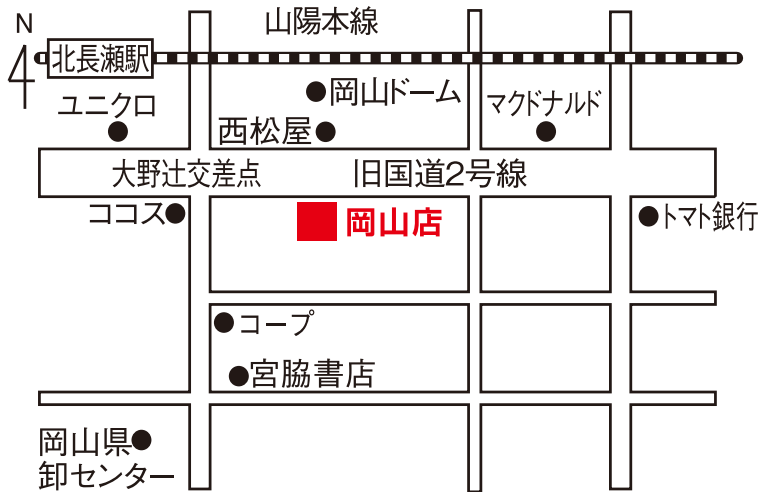 N
山陽本線
北長瀬駅
岡山ドーム
ユニクロ
西松屋
マクドナルド
大野辻交差点
旧国道2号線
ココス
岡山店
トマト銀行
コープ
宮脇書店
岡山県
卸センター